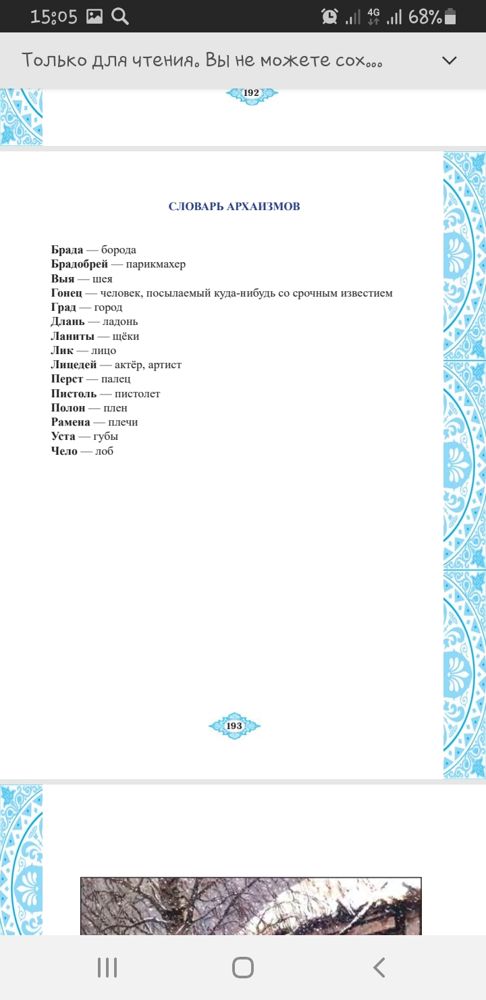 15:05 4G 68%
Только для чтения. Вы не можете сох...
192
СЛОВАРЬ АРХАИЗМОВ
Брада — борода
Брадобрей — парикмахер
Выя — шея
Гонец — человек, посылаемый куда-нибудь со срочным известием
Град — город
Длань — ладонь
Ланиты — щёки
Лик — лицо
Лицедей — актёр, артист
Перст — палец
Пистоль — пистолет
Полон — плен
Рамена — плечи
Уста — губы
Чело — лоб
193